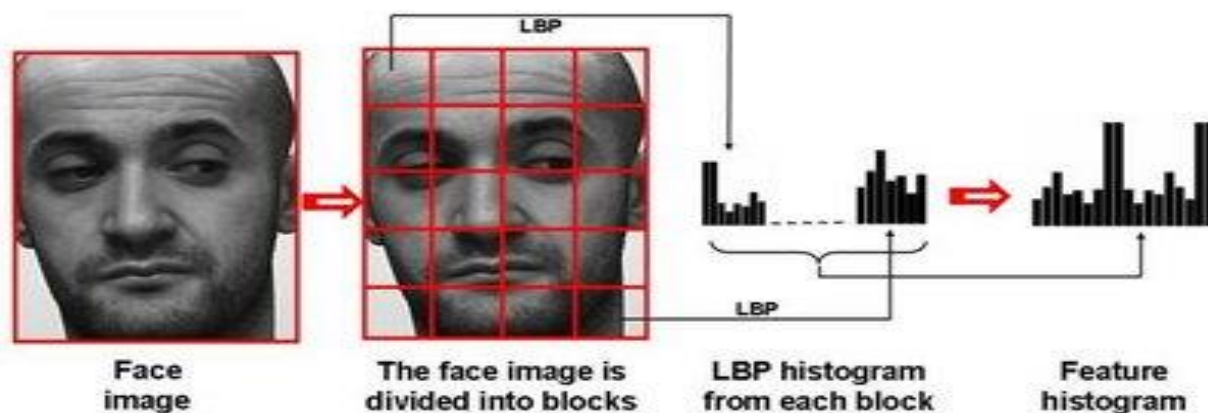 LBP
LBP
Face
image
The face image is
divided into blocks
LBP histogram
from each block
Feature
histogram